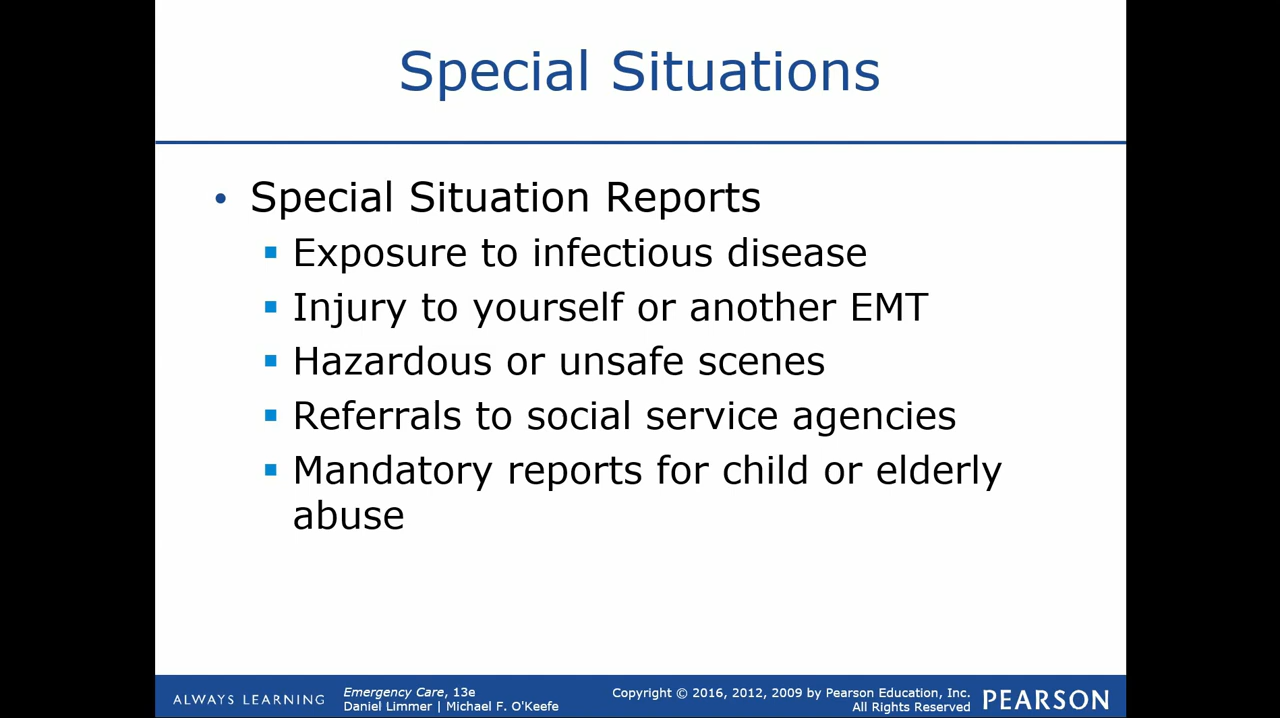 Special Situations
• Special Situation Reports
▪ Exposure to infectious disease
▪ Injury to yourself or another EMT
▪ Hazardous or unsafe scenes
▪ Referrals to social service agencies
▪ Mandatory reports for child or elderly
abuse
ALWAYS LEARNING
Emergency Care, 13e
Daniel Limmer | Michael F. O'Keefe
Copyright © 2016, 2012, 2009 by Pearson Education, Inc.
All Rights Reserved
PEARSON